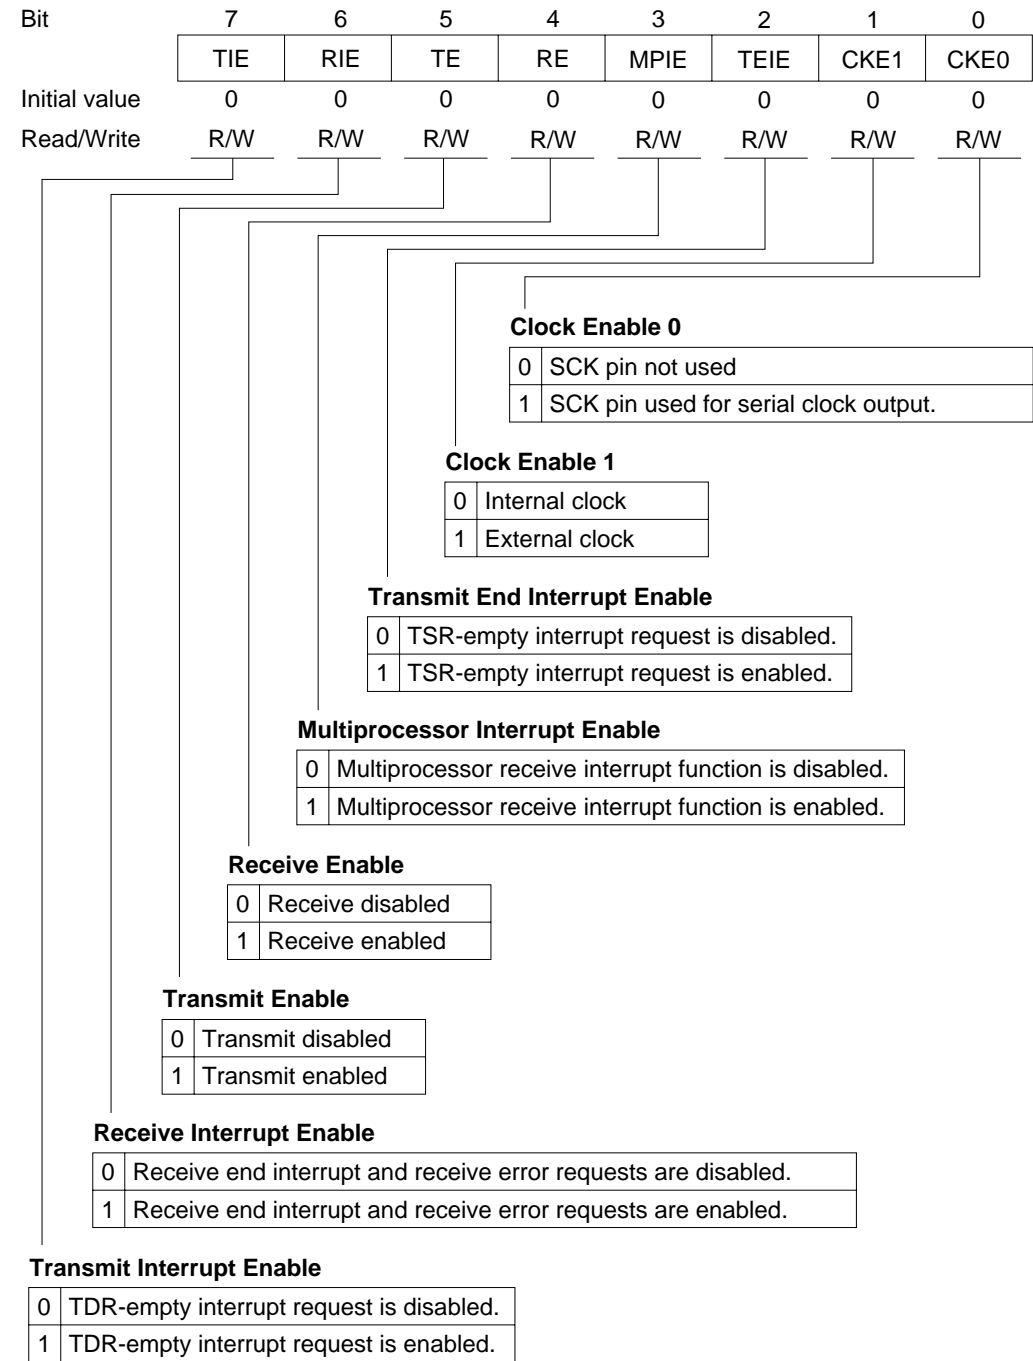 Bit 7 6 5 4 3 2 1 0
TIE RIE TE RE MPIE TEIE CKE1 CKE0
Initial value 0 0 0 0 0 0 0 0
Read/Write R/W R/W R/W R/W R/W R/W R/W R/W
Clock Enable 0
0 SCK pin not used
1 SCK pin used for serial clock output.
Clock Enable 1
0 Internal clock
1 External clock
Transmit End Interrupt Enable
0 TSR-empty interrupt request is disabled.
1 TSR-empty interrupt request is enabled.
Multiprocessor Interrupt Enable
0 Multiprocessor receive interrupt function is disabled.
1 Multiprocessor receive interrupt function is enabled.
Receive Enable
0 Receive disabled
1 Receive enabled
Transmit Enable
0 Transmit disabled
1 Transmit enabled
Receive Interrupt Enable
0 Receive end interrupt and receive error requests are disabled.
1 Receive end interrupt and receive error requests are enabled.
Transmit Interrupt Enable
0 TDR-empty interrupt request is disabled.
1 TDR-empty interrupt request is enabled.